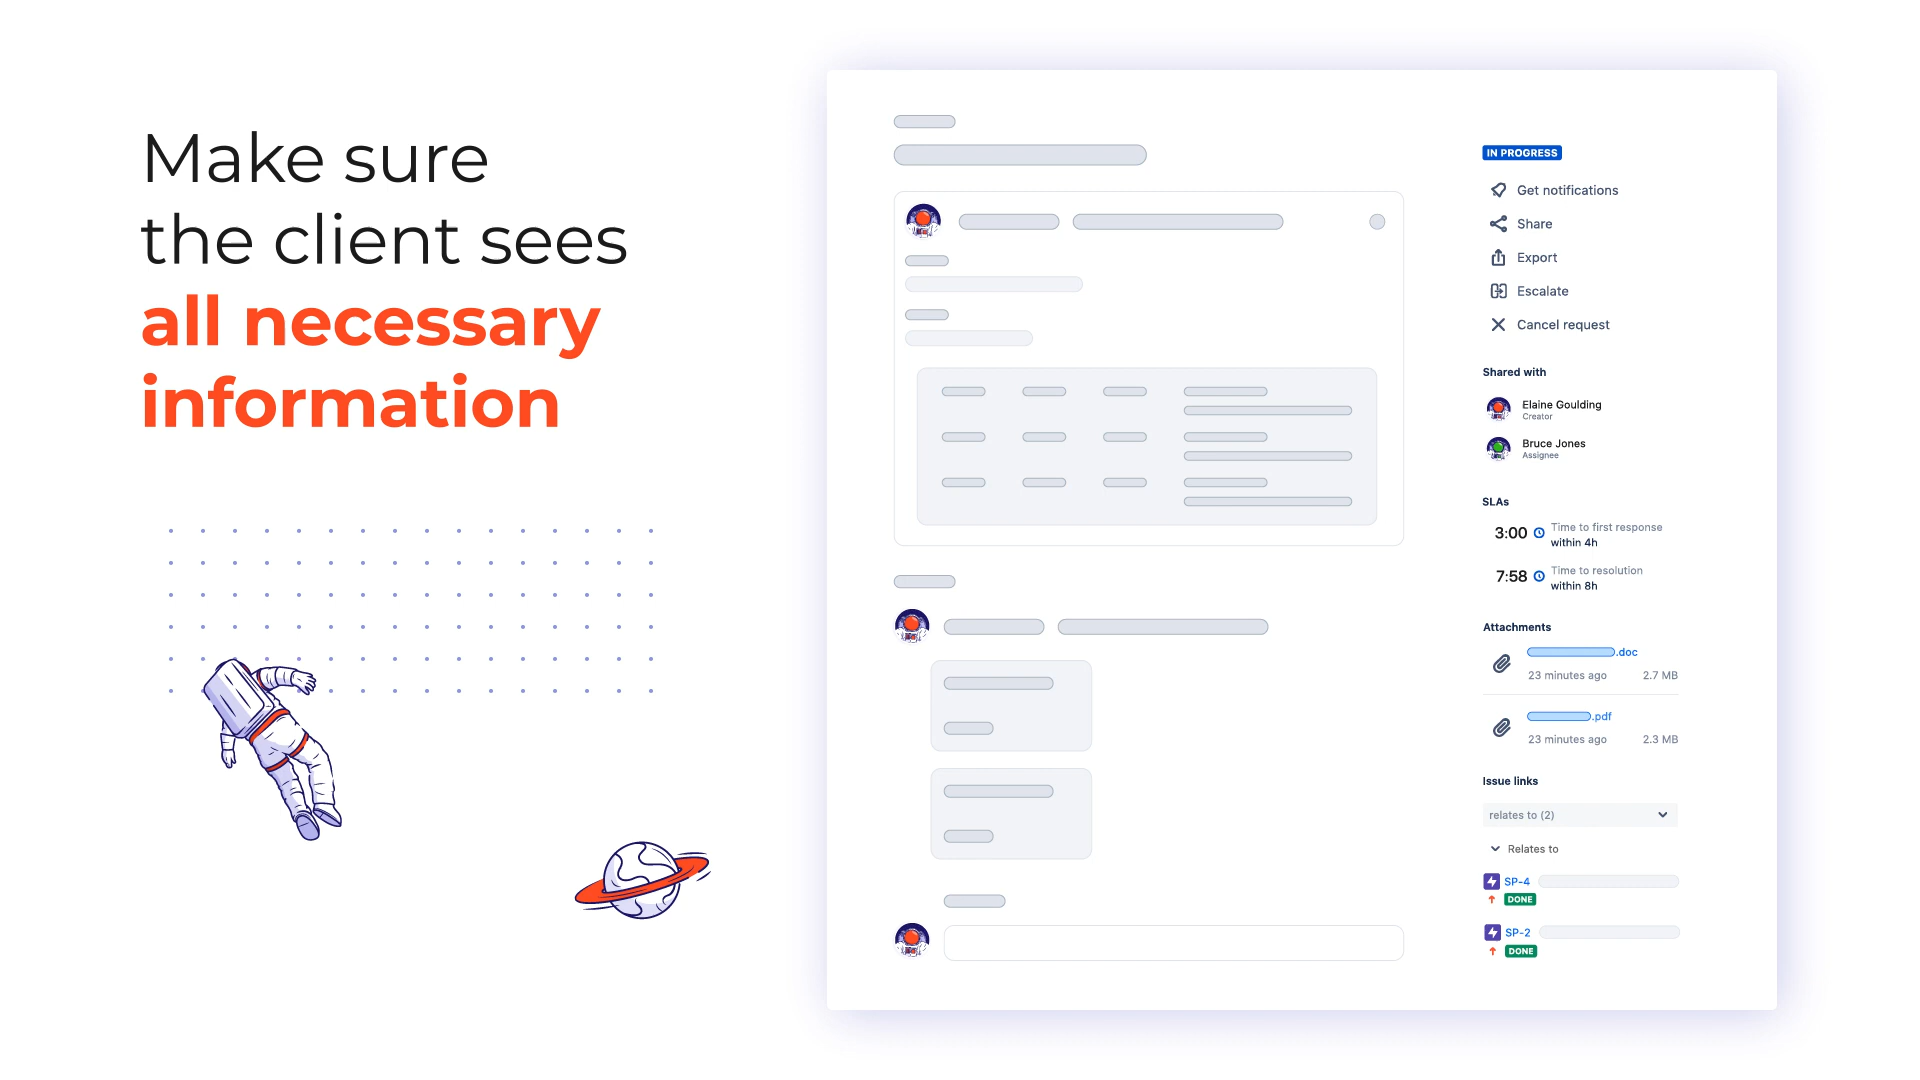 Make sure
the client sees
all necessary
information
IN PROGRESS
Get notifications
Share
Export
Escalate
Cancel request
Shared with
Elaine Goulding
Creator
Bruce Jones
Assignee
SLAs
3:00 Time to first response
within 4h
7:58 Time to resolution
within 8h
Attachments
.doc
23 minutes ago 2.7 MB
.pdf
23 minutes ago 2.3 MB
Issue links
relates to (2)
Relates to
SP-4
DONE
SP-2
DONE